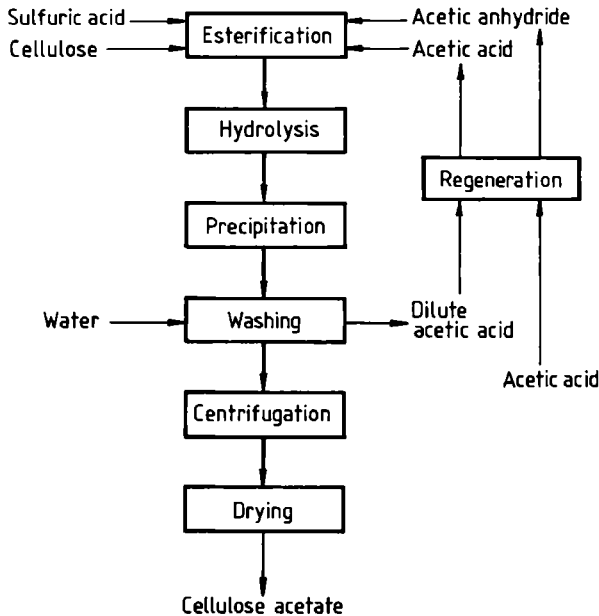 Sulfuric acid
Cellulose
Esterification
Acetic anhydride
Acetic acid
Hydrolysis
Regeneration
Precipitation
Water
Washing
Dilute
acetic acid
Acetic acid
Centrifugation
Drying
Cellulose acetate